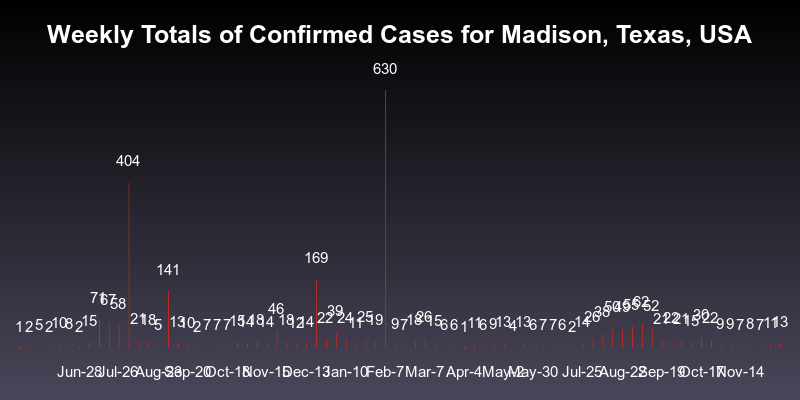 Weekly Totals of Confirmed Cases for Madison, Texas, USA
1 2 5 2 10 8 2 15 71 67 58 404 21 18 5 141 13 10 2 7 7 7 15 14 18 14 46 18 12 14 169 22 39 24 11 25 19 630 9 7 18 26 15 6 6 1 11 6 9 13 4 13 6 7 7 6 2 14 26 38 50 49 55 62 52 21 22 21 15 30 22 9 9 7 8 7 11 13
Jun-28 Jul-26 Aug-23 Sep-20 Oct-18 Nov-15 Dec-13 Jan-10 Feb-7 Mar-7 Apr-4 May-2 May-30 Jul-25 Aug-22 Sep-19 Oct-17 Nov-14